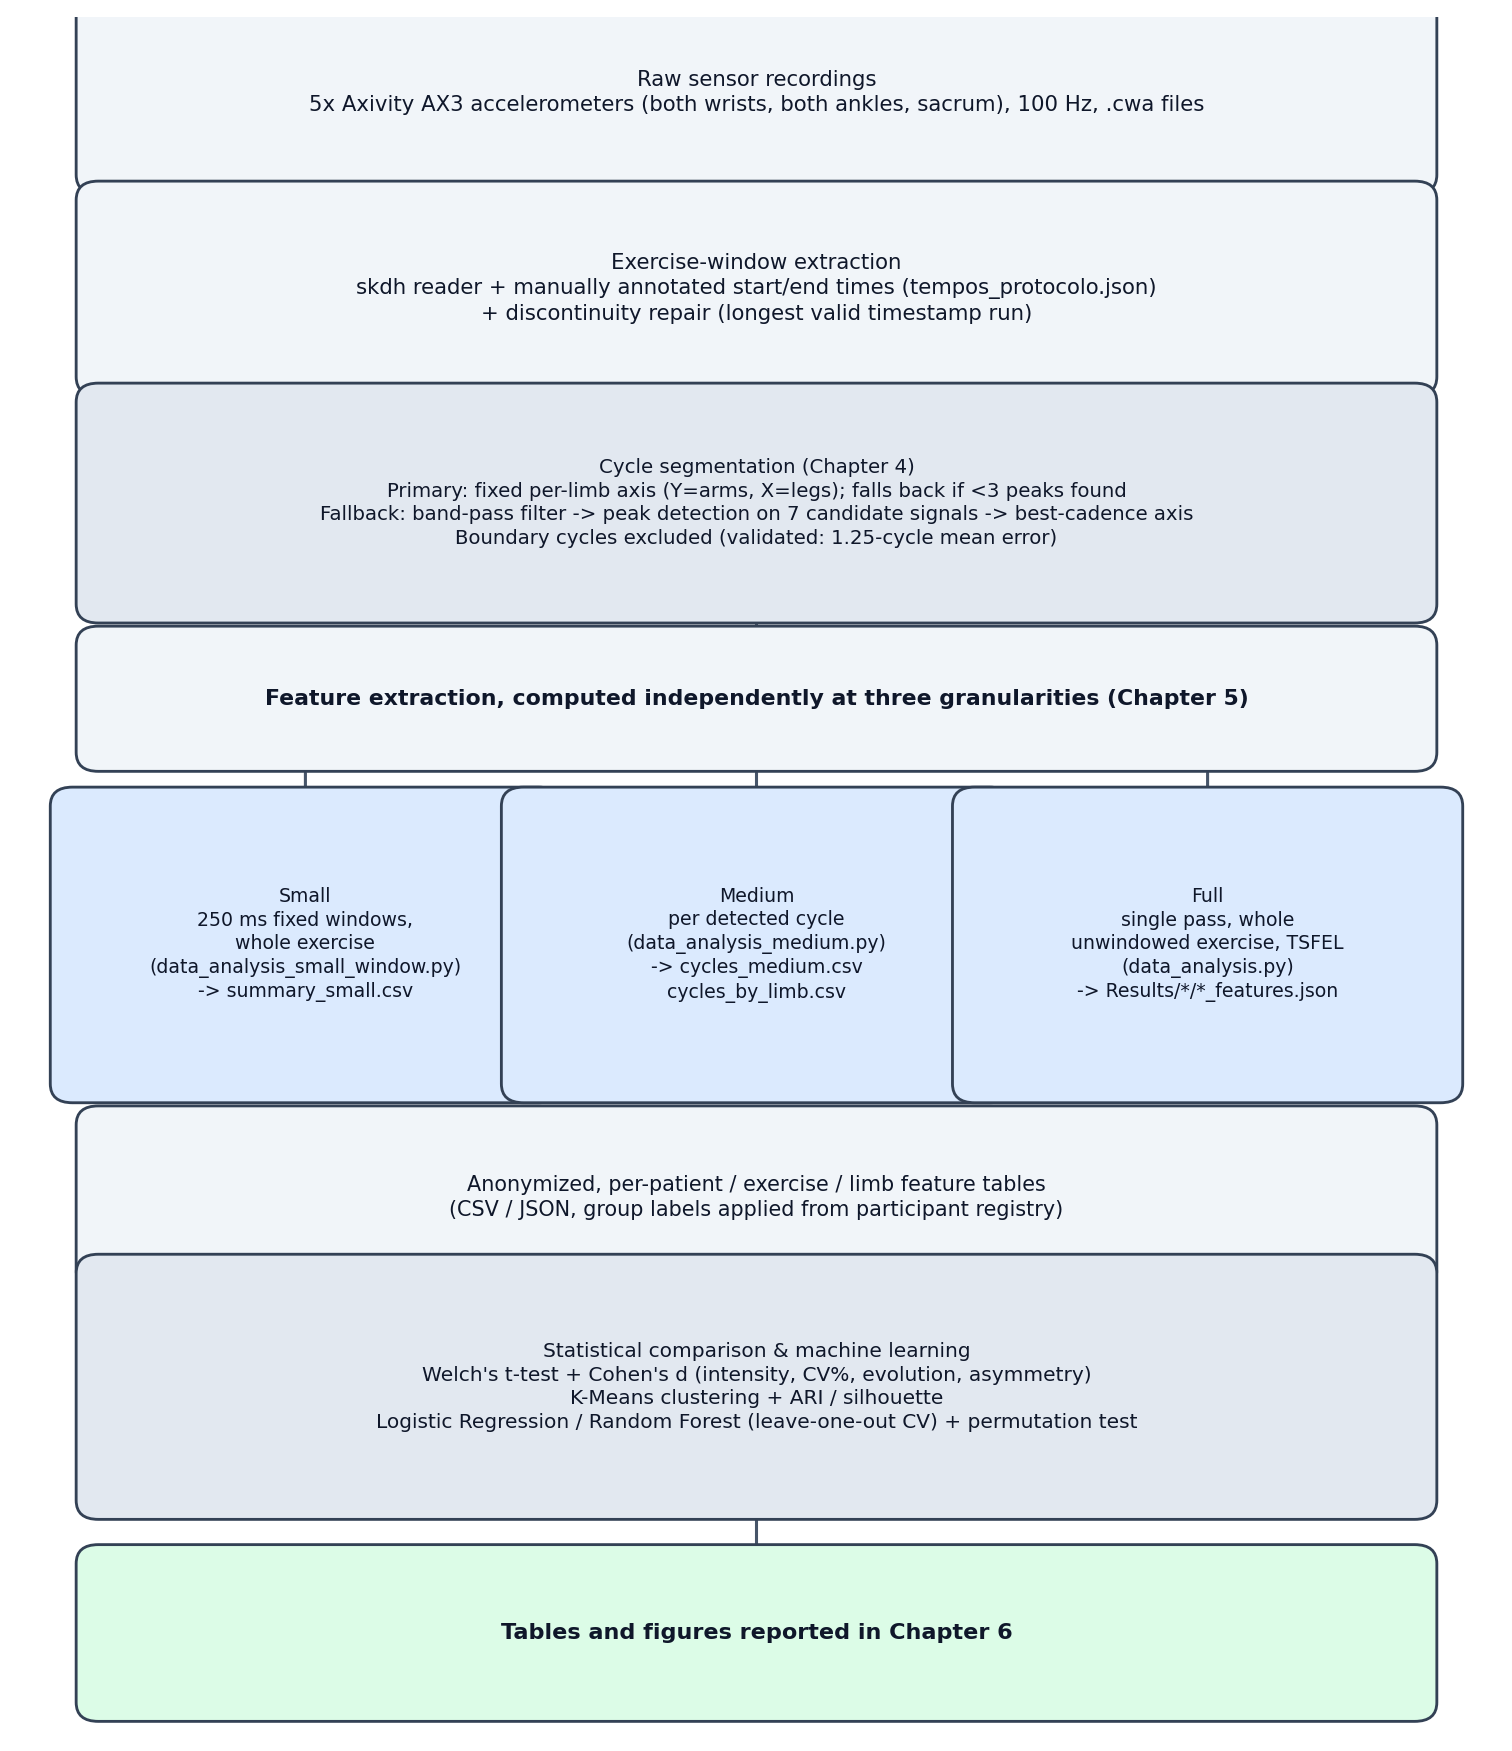 Raw sensor recordings
5x Axivity AX3 accelerometers (both wrists, both ankles, sacrum), 100 Hz, .cwa files
Exercise-window extraction
skdh reader + manually annotated start/end times (tempos_protocolo.json)
+ discontinuity repair (longest valid timestamp run)
Cycle segmentation (Chapter 4)
Primary: fixed per-limb axis (Y=arms, X=legs); falls back if <3 peaks found
Fallback: band-pass filter -> peak detection on 7 candidate signals -> best-cadence axis
Boundary cycles excluded (validated: 1.25-cycle mean error)
Feature extraction, computed independently at three granularities (Chapter 5)
Small
250 ms fixed windows,
whole exercise
(data_analysis_small_window.py)
-> summary_small.csv
Medium
per detected cycle
(data_analysis_medium.py)
-> cycles_medium.csv
cycles_by_limb.csv
Full
single pass, whole
unwindowed exercise, TSFEL
(data_analysis.py)
-> Results/*/*_features.json
Anonymized, per-patient / exercise / limb feature tables
(CSV / JSON, group labels applied from participant registry)
Statistical comparison & machine learning
Welch's t-test + Cohen's d (intensity, CV%, evolution, asymmetry)
K-Means clustering + ARI / silhouette
Logistic Regression / Random Forest (leave-one-out CV) + permutation test
Tables and figures reported in Chapter 6